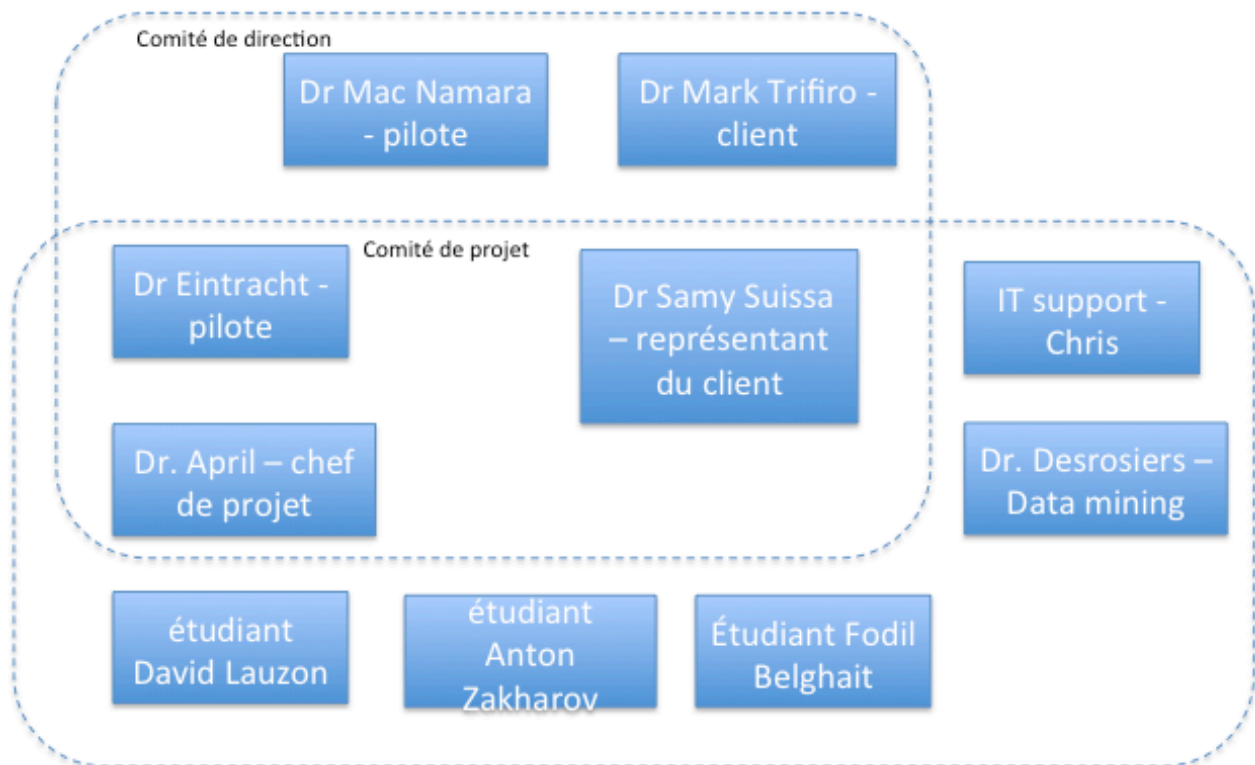 Comité de direction
Dr Mac Namara
- pilote
Dr Mark Trifiro -
client
Comité de projet
Dr Eintracht -
pilote
Dr Samy Suissa
– représentant
du client
IT support -
Chris
Dr. April – chef
de projet
Dr. Desrosiers –
Data mining
étudiant
David Lauzon
étudiant
Anton
Zakharov
Étudiant Fodil
Belghait